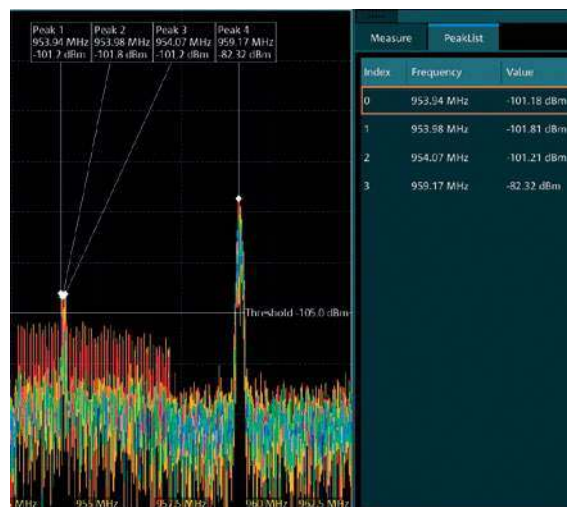 Peak 1
953.94 MHz
-101.2 dBm
Peak 2
953.98 MHz
-101.8 dBm
Peak 3
954.07 MHz
-101.2 dBm
Peak 4
959.17 MHz
-82.32 dBm
Threshold -105.0 dBm
MHz
955 MHz
957.5 MHz
960 MHz
962.5 MHz
Measure
PeakList
Index Frequency Value
0 953.94 MHz -101.18 dBm
1 953.98 MHz -101.81 dBm
2 954.07 MHz -101.21 dBm
3 959.17 MHz -82.32 dBm